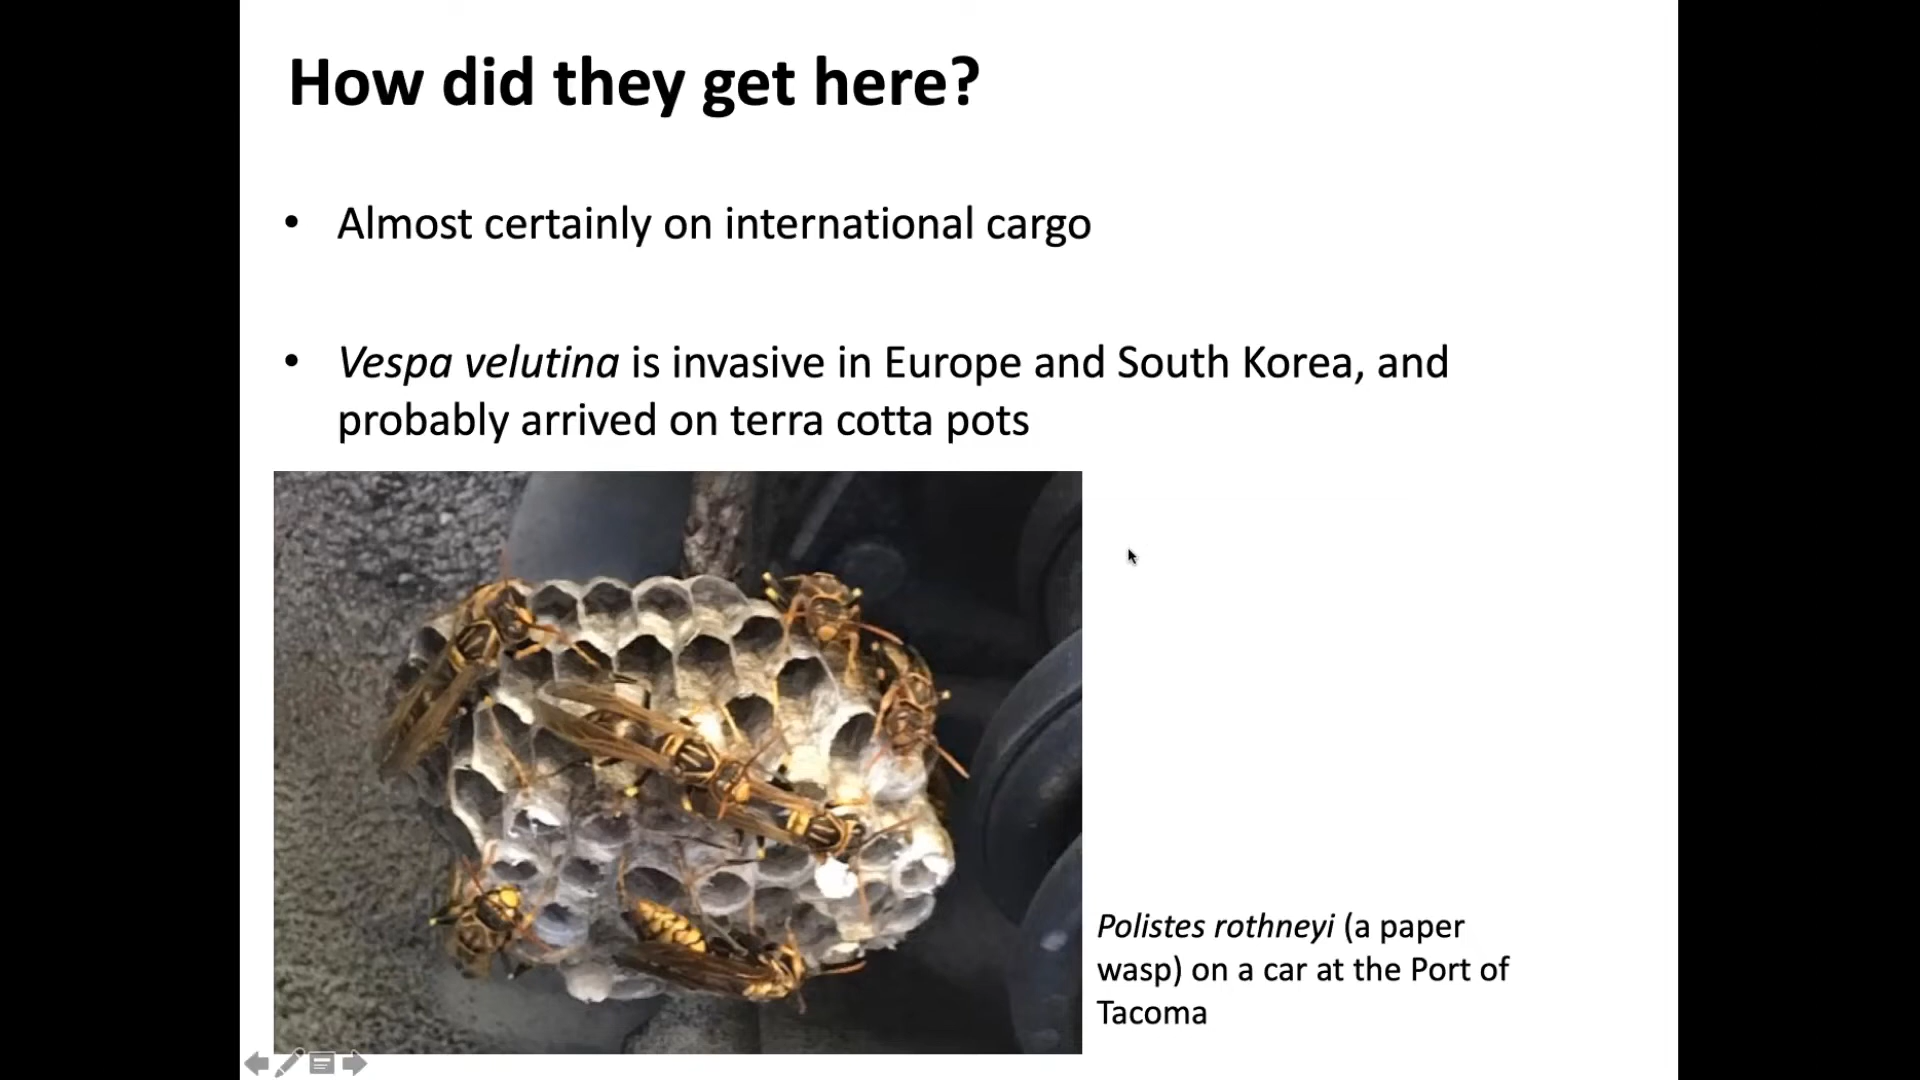 How did they get here?
• Almost certainly on international cargo
• Vespa velutina is invasive in Europe and South Korea, and
probably arrived on terra cotta pots
Polistes rothneyi (a paper
wasp) on a car at the Port of
Tacoma